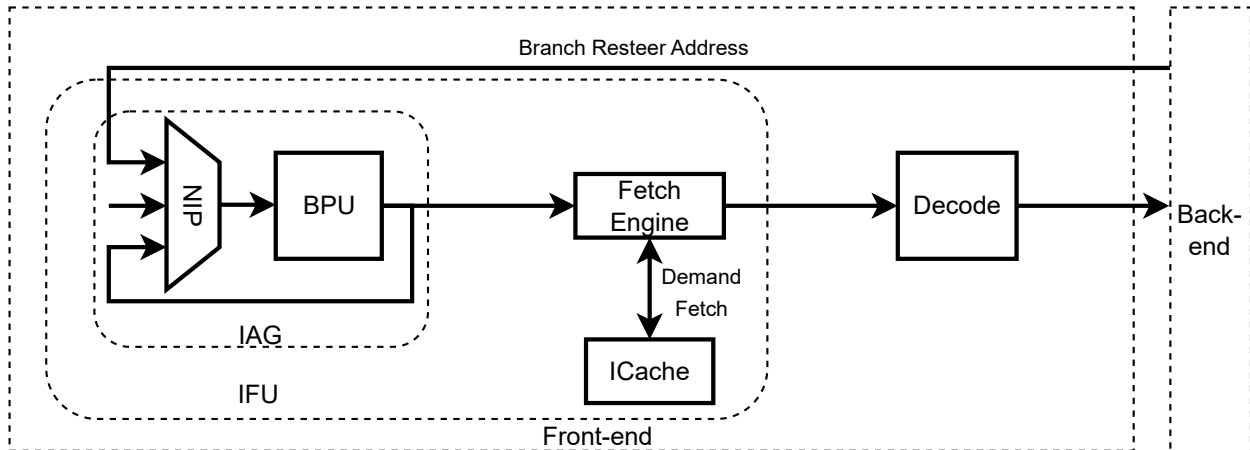 Branch Resteer Address
NIP
BPU
Fetch
Engine
Decode
Back-
end
Demand
Fetch
IAG
ICache
IFU
Front-end